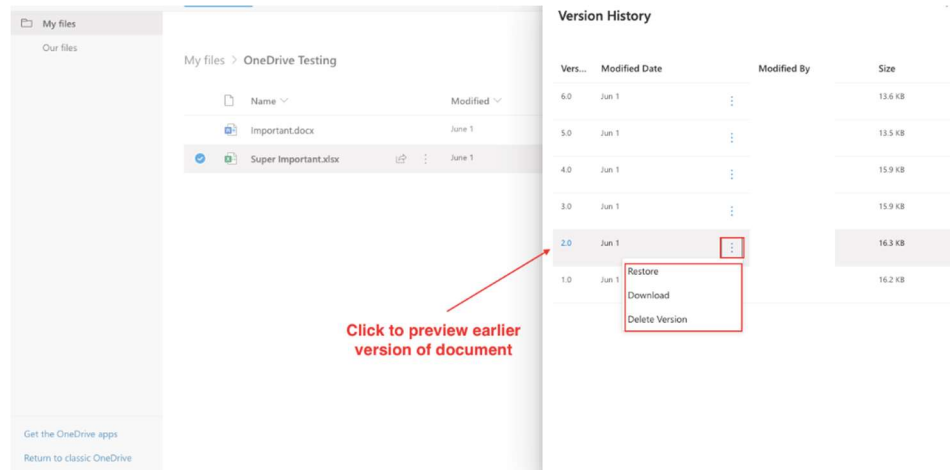 My files
Our files
My files > OneDrive Testing
Name
Modified
Important.docx
June 1
Super Important.xlsx
June 1
Get the OneDrive apps
Return to classic OneDrive
Click to preview earlier
version of document
Version History
Vers... Modified Date Modified By Size
6.0 Jun 1 13.6 KB
5.0 Jun 1 13.5 KB
4.0 Jun 1 15.9 KB
3.0 Jun 1 15.9 KB
2.0 Jun 1 16.3 KB
1.0 Jun 1 16.2 KB
Restore
Download
Delete Version